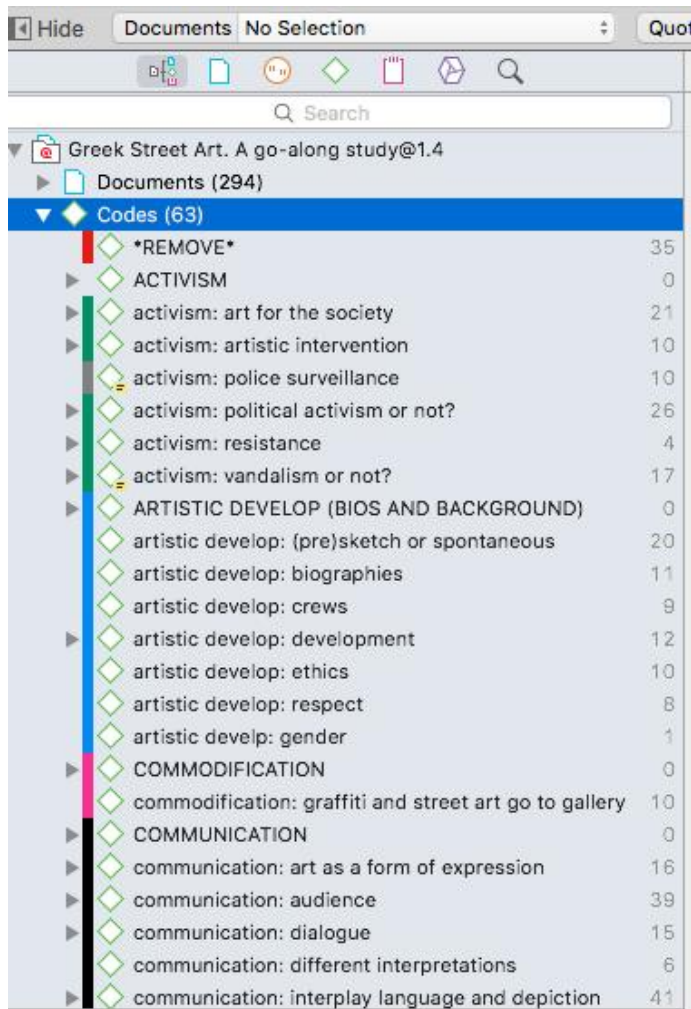 Hide Documents No Selection Quot
Search
Greek Street Art. A go-along study@1.4
Documents (294)
Codes (63)
*REMOVE* 35
ACTIVISM 0
activism: art for the society 21
activism: artistic intervention 10
activism: police surveillance 10
activism: political activism or not? 26
activism: resistance 4
activism: vandalism or not? 17
ARTISTIC DEVELOP (BIOS AND BACKGROUND) 0
artistic develop: (pre)sketch or spontaneous 20
artistic develop: biographies 11
artistic develop: crews 9
artistic develop: development 12
artistic develop: ethics 10
artistic develop: respect 8
artistic develp: gender 1
COMMODIFICATION 0
commodification: graffiti and street art go to gallery 10
COMMUNICATION 0
communication: art as a form of expression 16
communication: audience 39
communication: dialogue 15
communication: different interpretations 6
communication: interplay language and depiction 41